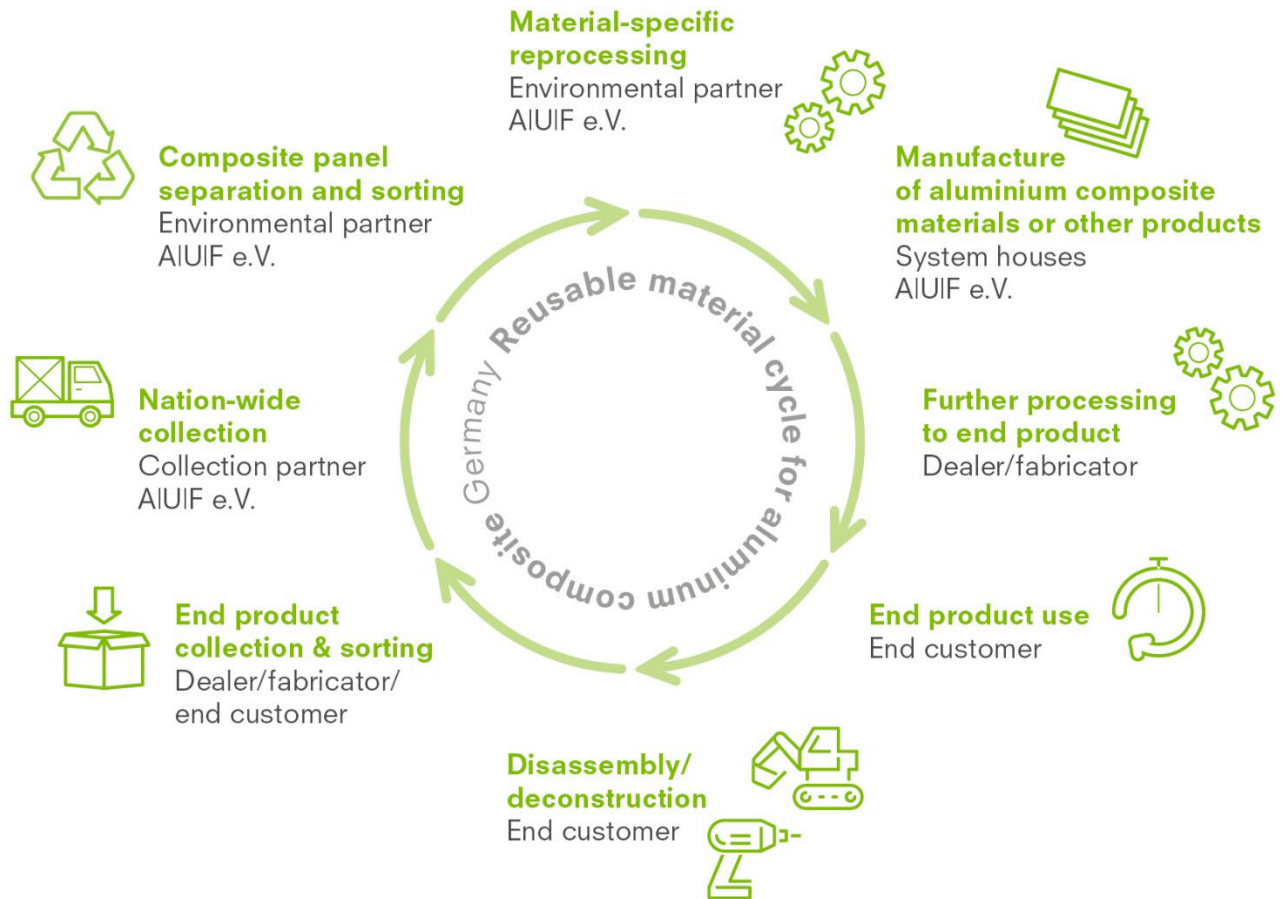 Material-specific
reprocessing
Environmental partner
A|U|F e.V.
Manufacture
of aluminium composite
materials or other products
System houses
A|U|F e.V.
Further processing
to end product
Dealer/fabricator
End product use
End customer
Disassembly/
deconstruction
End customer
End product
collection & sorting
Dealer/fabricator/
end customer
Nation-wide
collection
Collection partner
A|U|F e.V.
Composite panel
separation and sorting
Environmental partner
A|U|F e.V.
Germany Reusable material cycle for aluminum composite